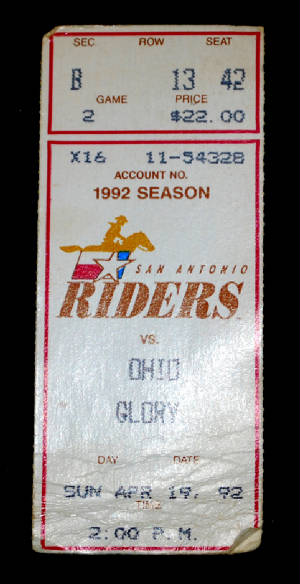 SEC ROW SEAT
B 13 42
GAME PRICE
2 $22.00
X16 11-54328
ACCOUNT NO.
1992 SEASON
SAN ANTONIO
RIDERS
VS.
OHIO
GLORY
DAY DATE
SUN APR 19, 92
TIME
2:00 P.M.